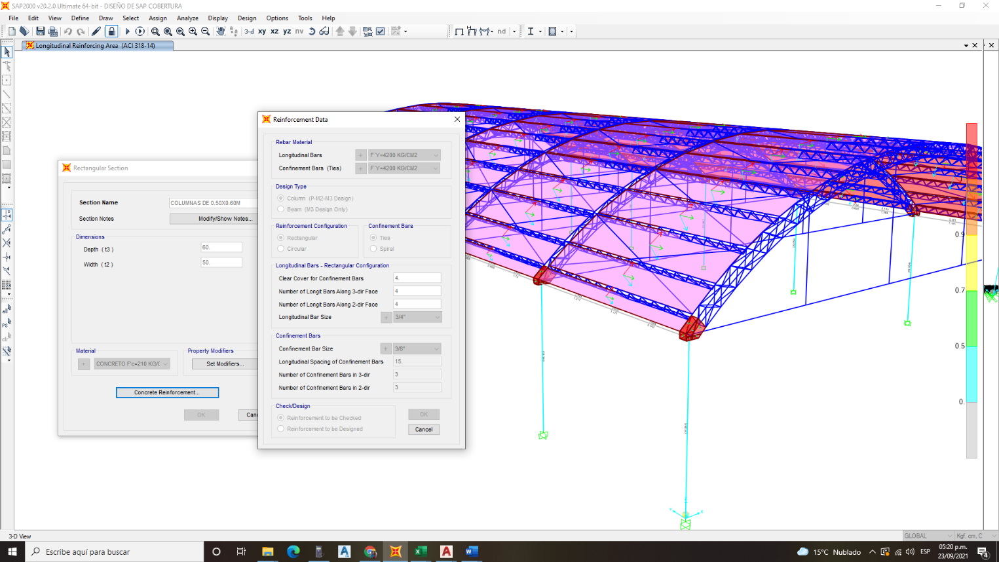 SAP2000 v20.2.0 Ultimate 64-bit - DISEÑO DE SAP COBERTURA
File Edit View Define Draw Select Assign Analyze Display Design Options Tools Help
3-d xy xz yz nv nd
Longitudinal Reinforcing Area (ACI 318-14)
Reinforcement Data
Rebar Material
Longitudinal Bars + F`Y=4200 KG/CM2
Confinement Bars (Ties) + F`Y=4200 KG/CM2
Design Type
Column (P-M2-M3 Design)
Beam (M3 Design Only)
Reinforcement Configuration
Rectangular
Circular
Confinement Bars
Ties
Spiral
Longitudinal Bars - Rectangular Configuration
Clear Cover for Confinement Bars 4.
Number of Longit Bars Along 3-dir Face 4
Number of Longit Bars Along 2-dir Face 4
Longitudinal Bar Size + 3/4"
Confinement Bars
Confinement Bar Size + 3/8"
Longitudinal Spacing of Confinement Bars 15.
Number of Confinement Bars in 3-dir 3
Number of Confinement Bars in 2-dir 3
Check/Design
Reinforcement to be Checked
Reinforcement to be Designed
OK
Cancel
Rectangular Section
Section Name COLUMNAS DE 0.50X0.60M
Section Notes Modify/Show Notes...
Dimensions
Depth ( t3 ) 60.
Width ( t2 ) 50.
Material
+ CONCRETO F'c=210 KG/C
Property Modifiers
Set Modifiers...
Concrete Reinforcement...
OK
Canc
0.9
0.7
0.5
0.
all
PS
clr
3-D View
GLOBAL
Kgf, cm, C
Escribe aquí para buscar
15°C Nublado
ESP
05:20 p.m.
23/09/2021
4